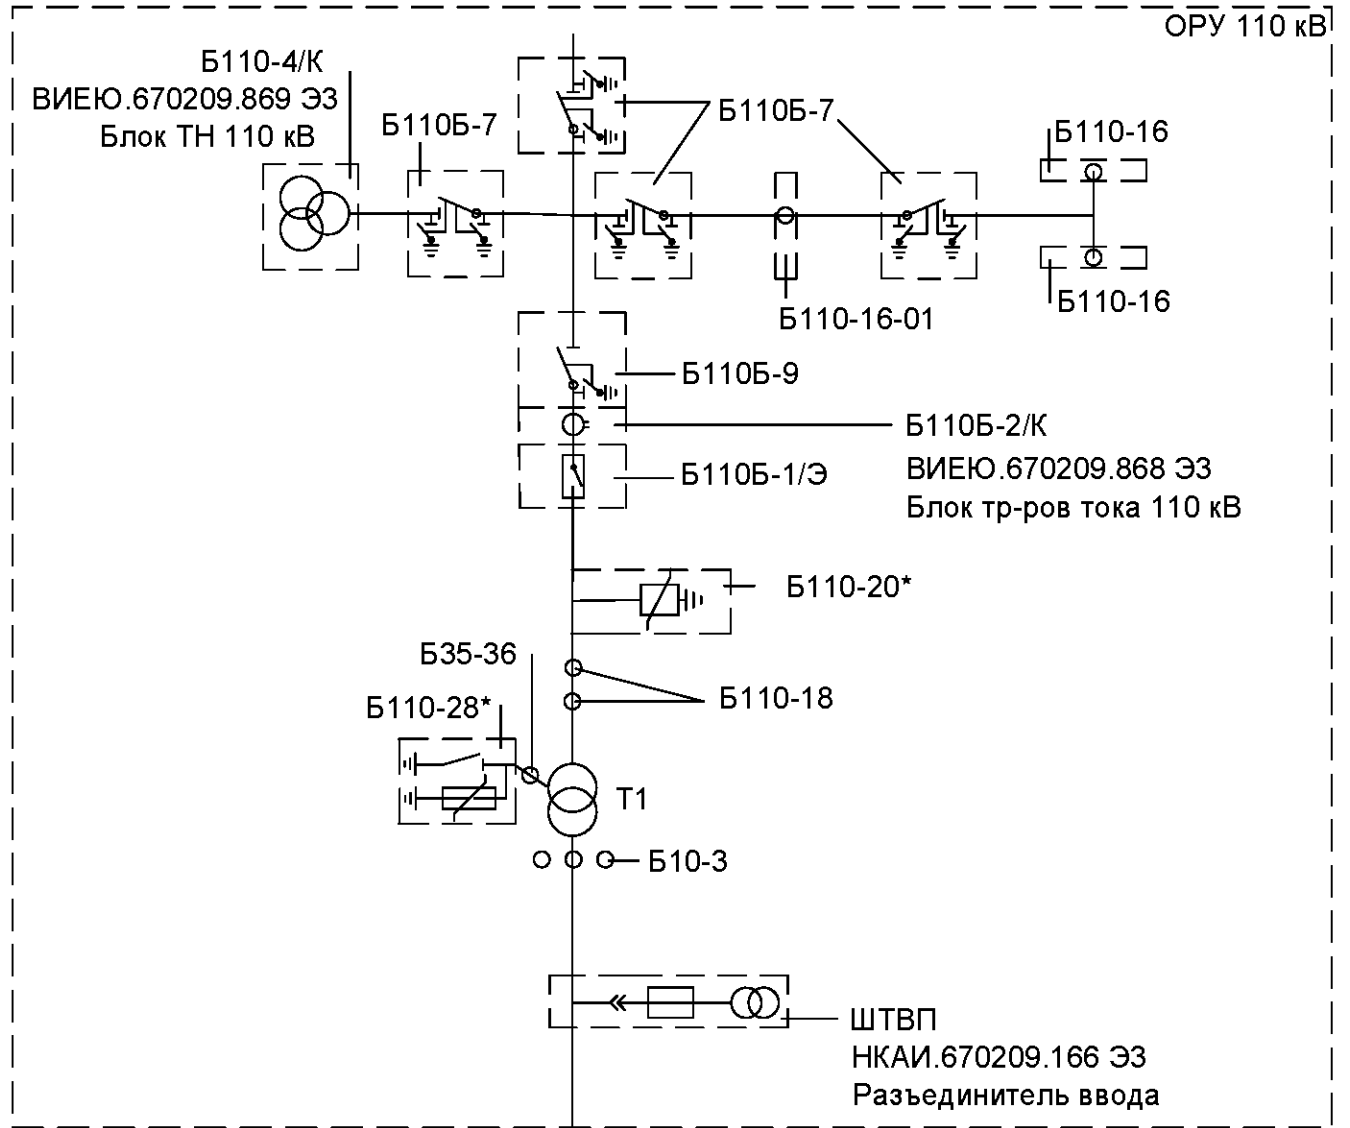 ОРУ 110 кВ
Б110-4/К
ВИЕЮ.670209.869 ЭЗ
Блок ТН 110 кВ
Б110Б-7
Б110Б-7
Б110-16
Б110-16
Б110-16-01
Б110Б-9
Б110Б-2/К
ВИЕЮ.670209.868 ЭЗ
Блок тр-ров тока 110 кВ
Б110Б-1/Э
Б110-20*
Б35-36
Б110-18
Б110-28*
Т1
Б10-3
ШТВП
НКАИ.670209.166 ЭЗ
Разъединитель ввода